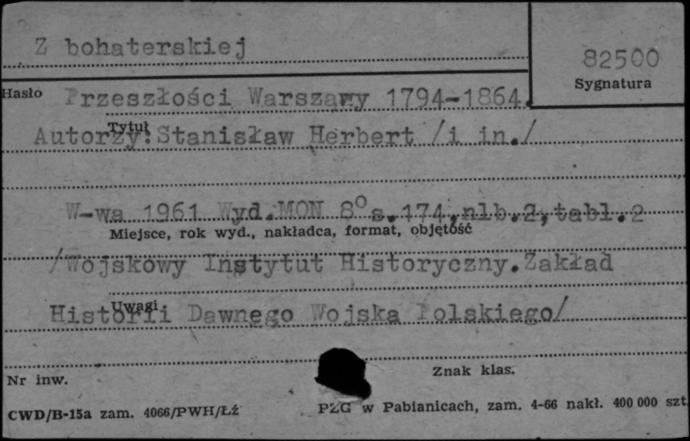 Z bohaterskiej
82500
Sygnatura
Hasło
Przeszłości Warszawy 1794-1864.
Tytuł
Autorzy: Stanisław Herbert /i in./
W-wa 1961 Wyd.MON 8° s.174,nlb.2,tabl.2
Miejsce, rok wyd., nakładca, format, objętość
/Wojskowy Instytut Historyczny.Zakład
Uwagi
Historii Dawnego Wojska Polskiego/
Znak klas.
Nr inw.
CWD/B-15a zam. 4066/PWH/Łź PZG w Pabianicach, zam. 4-66 nakł. 400 000 szt